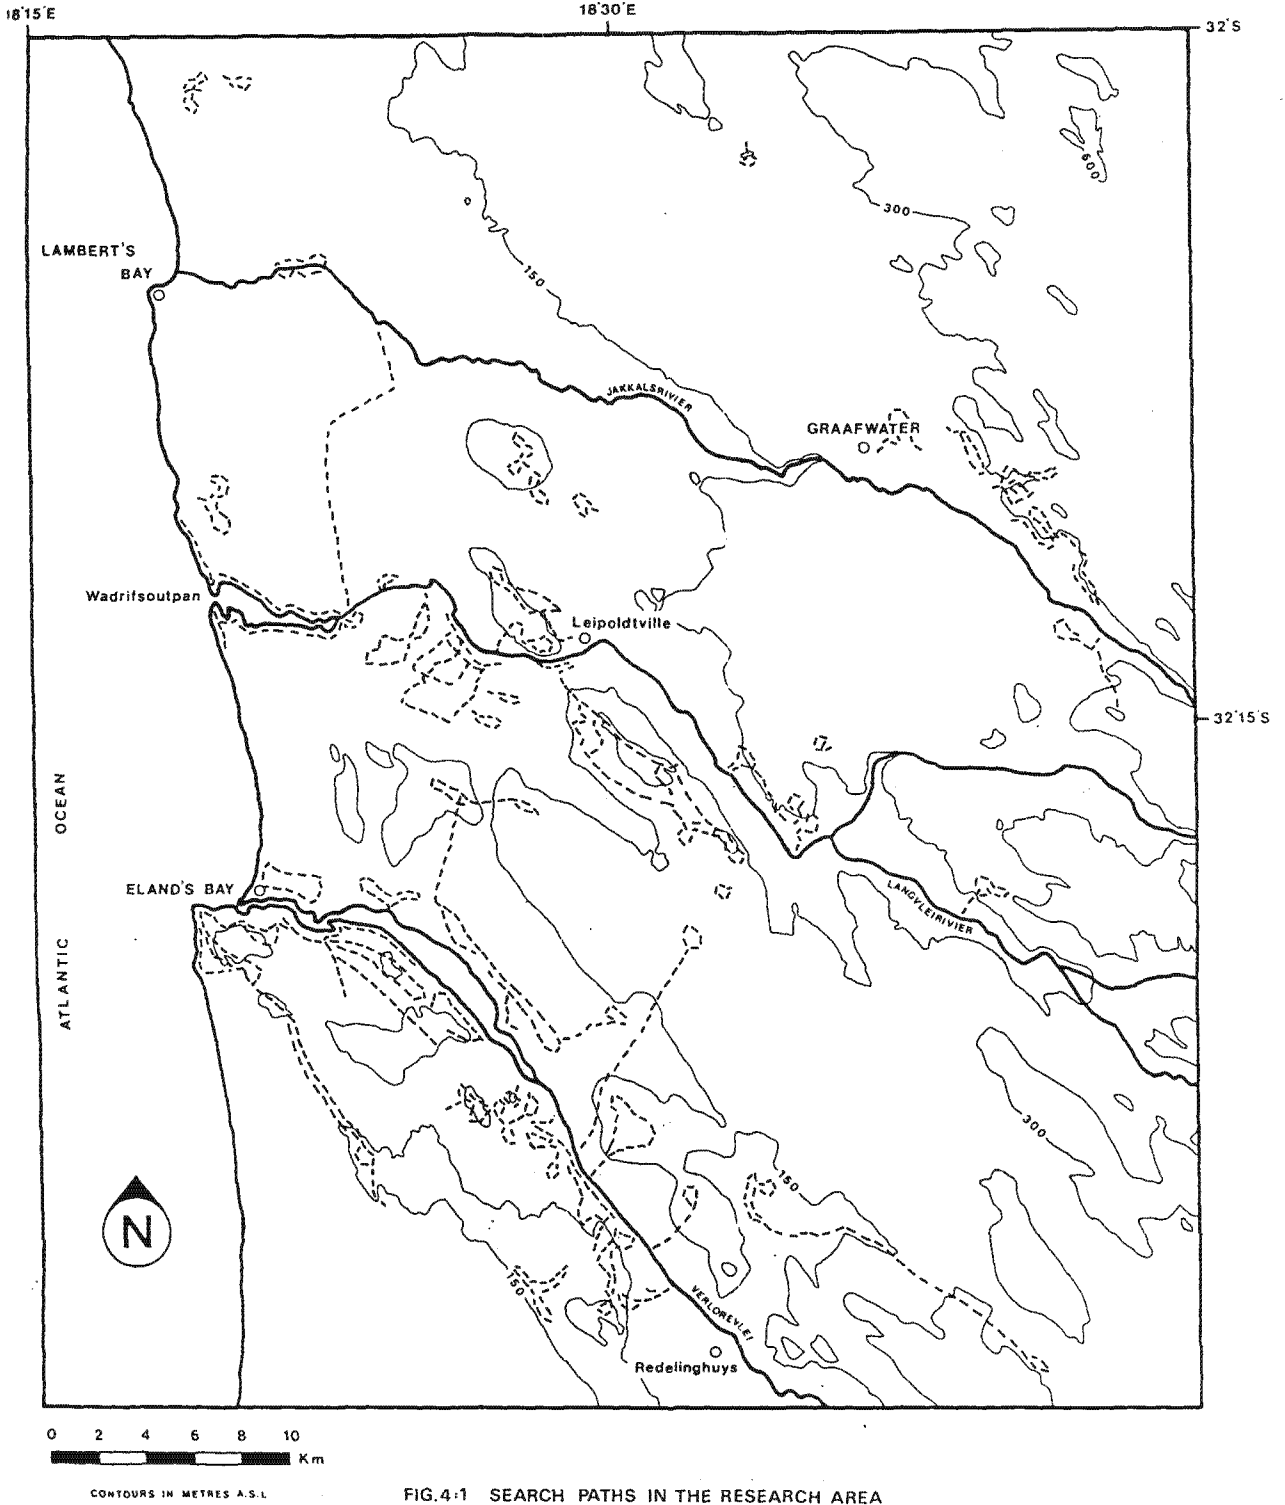 18°15'E
18°30'E
32°S
600
300
LAMBERT'S
BAY
150
JAKKALSRIVIER
GRAAFWATER
Wadrifsoutpan
Leipoldtville
32°15'S
OCEAN
ATLANTIC
ELAND'S BAY
LANGVLEIRIVIER
300
150
N
150
VERLOREVLEI
Redelinghuys
0 2 4 6 8 10
Km
CONTOURS IN METRES A.S.L
FIG.4:1 SEARCH PATHS IN THE RESEARCH AREA